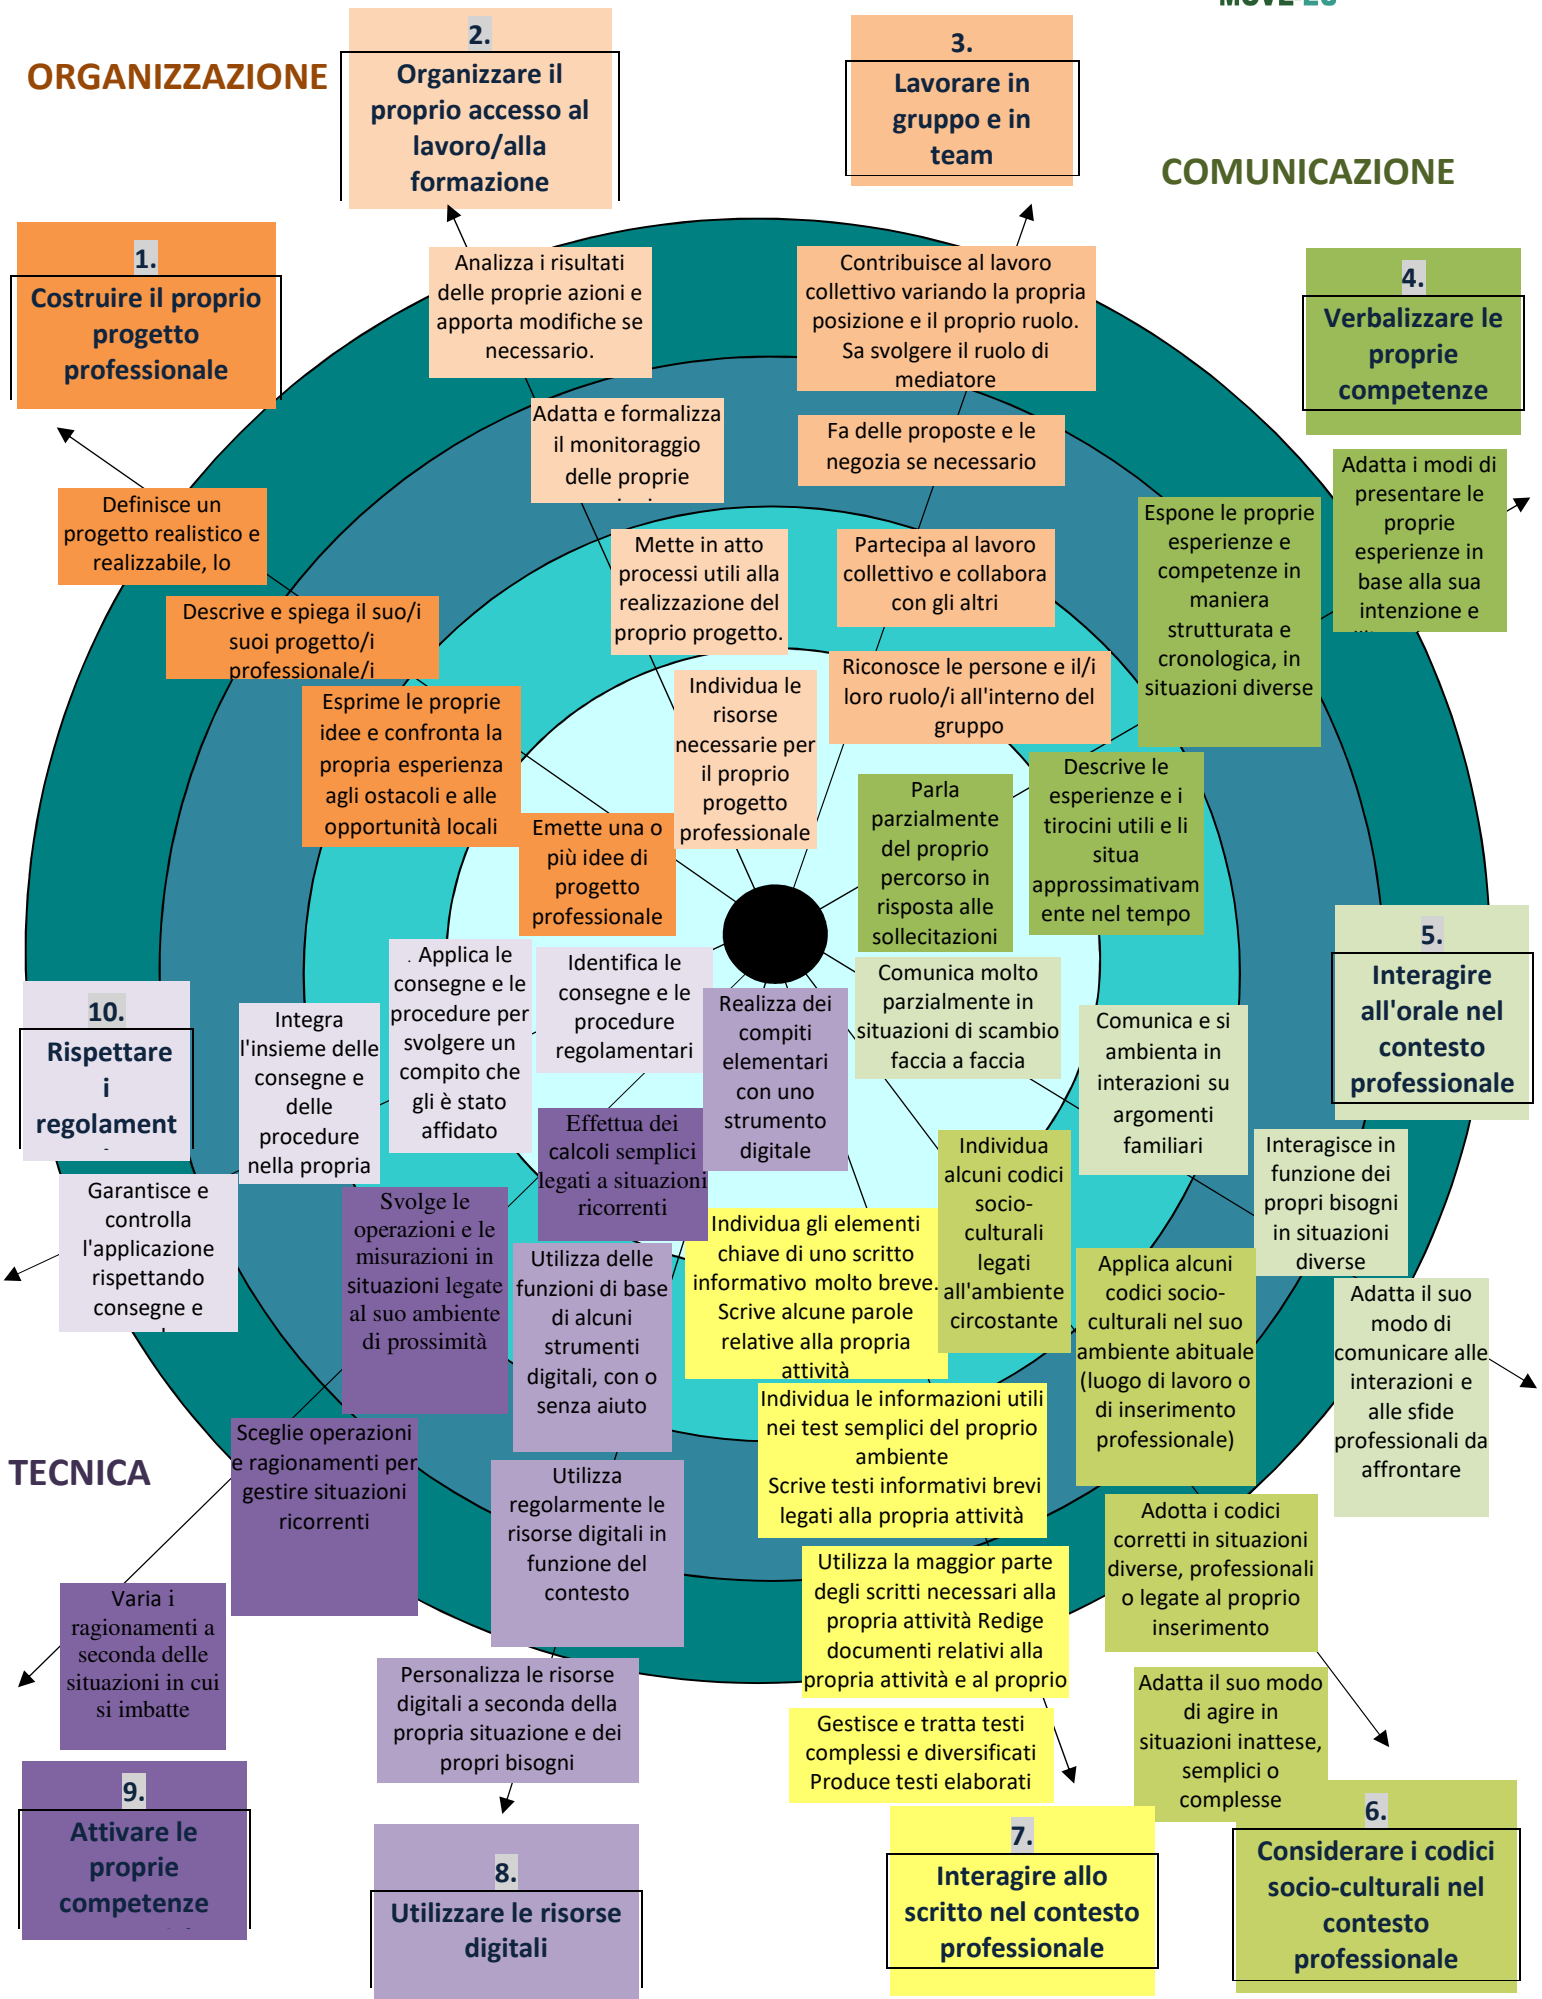 MOVE-EU
ORGANIZZAZIONE
2.
Organizzare il
proprio accesso al
lavoro/alla
formazione
3.
Lavorare in
gruppo e in
team
COMUNICAZIONE
1.
Costruire il proprio
progetto
professionale
4.
Verbalizzare le
proprie
competenze
Analizza i risultati
delle proprie azioni e
apporta modifiche se
necessario.
Contribuisce al lavoro
collettivo variando la propria
posizione e il proprio ruolo.
Sa svolgere il ruolo di
mediatore
Adatta e formalizza
il monitoraggio
delle proprie
Fa delle proposte e le
negozia se necessario
Adatta i modi di
presentare le
proprie
esperienze in
base alla sua
intenzione e
Definisce un
progetto realistico e
realizzabile, lo
Espone le proprie
esperienze e
competenze in
maniera
strutturata e
cronologica, in
situazioni diverse
Mette in atto
processi utili alla
realizzazione del
proprio progetto.
Partecipa al lavoro
collettivo e collabora
con gli altri
Descrive e spiega il suo/i
suoi progetto/i
professionale/i
Riconosce le persone e il/i
loro ruolo/i all'interno del
gruppo
Individua le
risorse
necessarie per
il proprio
progetto
professionale
Esprime le proprie
idee e confronta la
propria esperienza
agli ostacoli e alle
opportunità locali
Descrive le
esperienze e i
tirocini utili e li
situa
approssimativam
ente nel tempo
Parla
parzialmente
del proprio
percorso in
risposta alle
sollecitazioni
Emette una o
più idee di
progetto
professionale
5.
Interagire
all'orale nel
contesto
professionale
. Applica le
consegne e le
procedure per
svolgere un
compito che
gli è stato
affidato
Identifica le
consegne e le
procedure
regolamentari
Comunica molto
parzialmente in
situazioni di scambio
faccia a faccia
10.
Rispettare
i
regolament
Integra
l'insieme delle
consegne e
delle
procedure
nella propria
Realizza dei
compiti
elementari
con uno
strumento
digitale
Comunica e si
ambienta in
interazioni su
argomenti
familiari
Effettua dei
calcoli semplici
legati a situazioni
ricorrenti
Individua
alcuni codici
socio-
culturali
legati
all'ambiente
circostante
Interagisce in
funzione dei
propri bisogni
in situazioni
diverse
Garantisce e
controlla
l'applicazione
rispettando
consegne e
Svolge le
operazioni e le
misurazioni in
situazioni legate
al suo ambiente
di prossimità
Individua gli elementi
chiave di uno scritto
informativo molto breve.
Scrive alcune parole
relative alla propria
attività
Utilizza delle
funzioni di base
di alcuni
strumenti
digitali, con o
senza aiuto
Applica alcuni
codici socio-
culturali nel suo
ambiente abituale
(luogo di lavoro o
di inserimento
professionale)
Adatta il suo
modo di
comunicare alle
interazioni e
alle sfide
professionali da
affrontare
Individua le informazioni utili
nei test semplici del proprio
ambiente
Scrive testi informativi brevi
legati alla propria attività
TECNICA
Sceglie operazioni
e ragionamenti per
gestire situazioni
ricorrenti
Utilizza
regolarmente le
risorse digitali in
funzione del
contesto
Adotta i codici
corretti in situazioni
diverse, professionali
o legate al proprio
inserimento
Utilizza la maggior parte
degli scritti necessari alla
propria attività Redige
documenti relativi alla
propria attività e al proprio
Varia i
ragionamenti a
seconda delle
situazioni in cui
si imbatte
Personalizza le risorse
digitali a seconda della
propria situazione e dei
propri bisogni
Adatta il suo modo
di agire in
situazioni inattese,
semplici o
complesse
Gestisce e tratta testi
complessi e diversificati
Produce testi elaborati
9.
Attivare le
proprie
competenze
8.
Utilizzare le risorse
digitali
7.
Interagire allo
scritto nel contesto
professionale
6.
Considerare i codici
socio-culturali nel
contesto
professionale